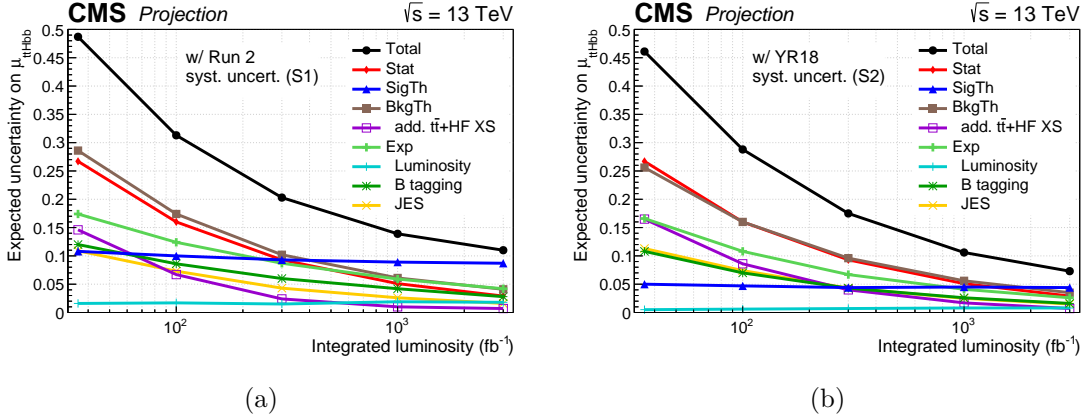 CMS Projection √s = 13 TeV
Expected uncertainty on μ_ttHbb
0.5
0.45
0.4
0.35
0.3
0.25
0.2
0.15
0.1
0.05
0
w/ Run 2
syst. uncert. (S1)
Total
Stat
SigTh
BkgTh
add. tt̄+HF XS
Exp
Luminosity
B tagging
JES
10² 10³
Integrated luminosity (fb⁻¹)
(a)
CMS Projection √s = 13 TeV
Expected uncertainty on μ_ttHbb
0.5
0.45
0.4
0.35
0.3
0.25
0.2
0.15
0.1
0.05
0
w/ YR18
syst. uncert. (S2)
Total
Stat
SigTh
BkgTh
add. tt̄+HF XS
Exp
Luminosity
B tagging
JES
10² 10³
Integrated luminosity (fb⁻¹)
(b)